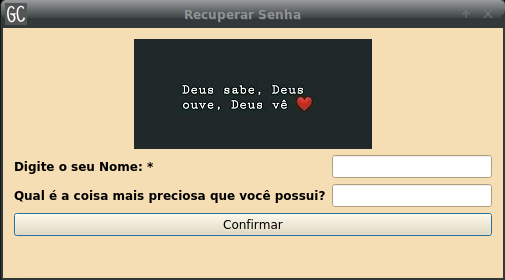 GC
Recuperar Senha
Deus sabe, Deus
ouve, Deus vê ❤️
Digite o seu Nome: *
Qual é a coisa mais preciosa que você possui?
Confirmar